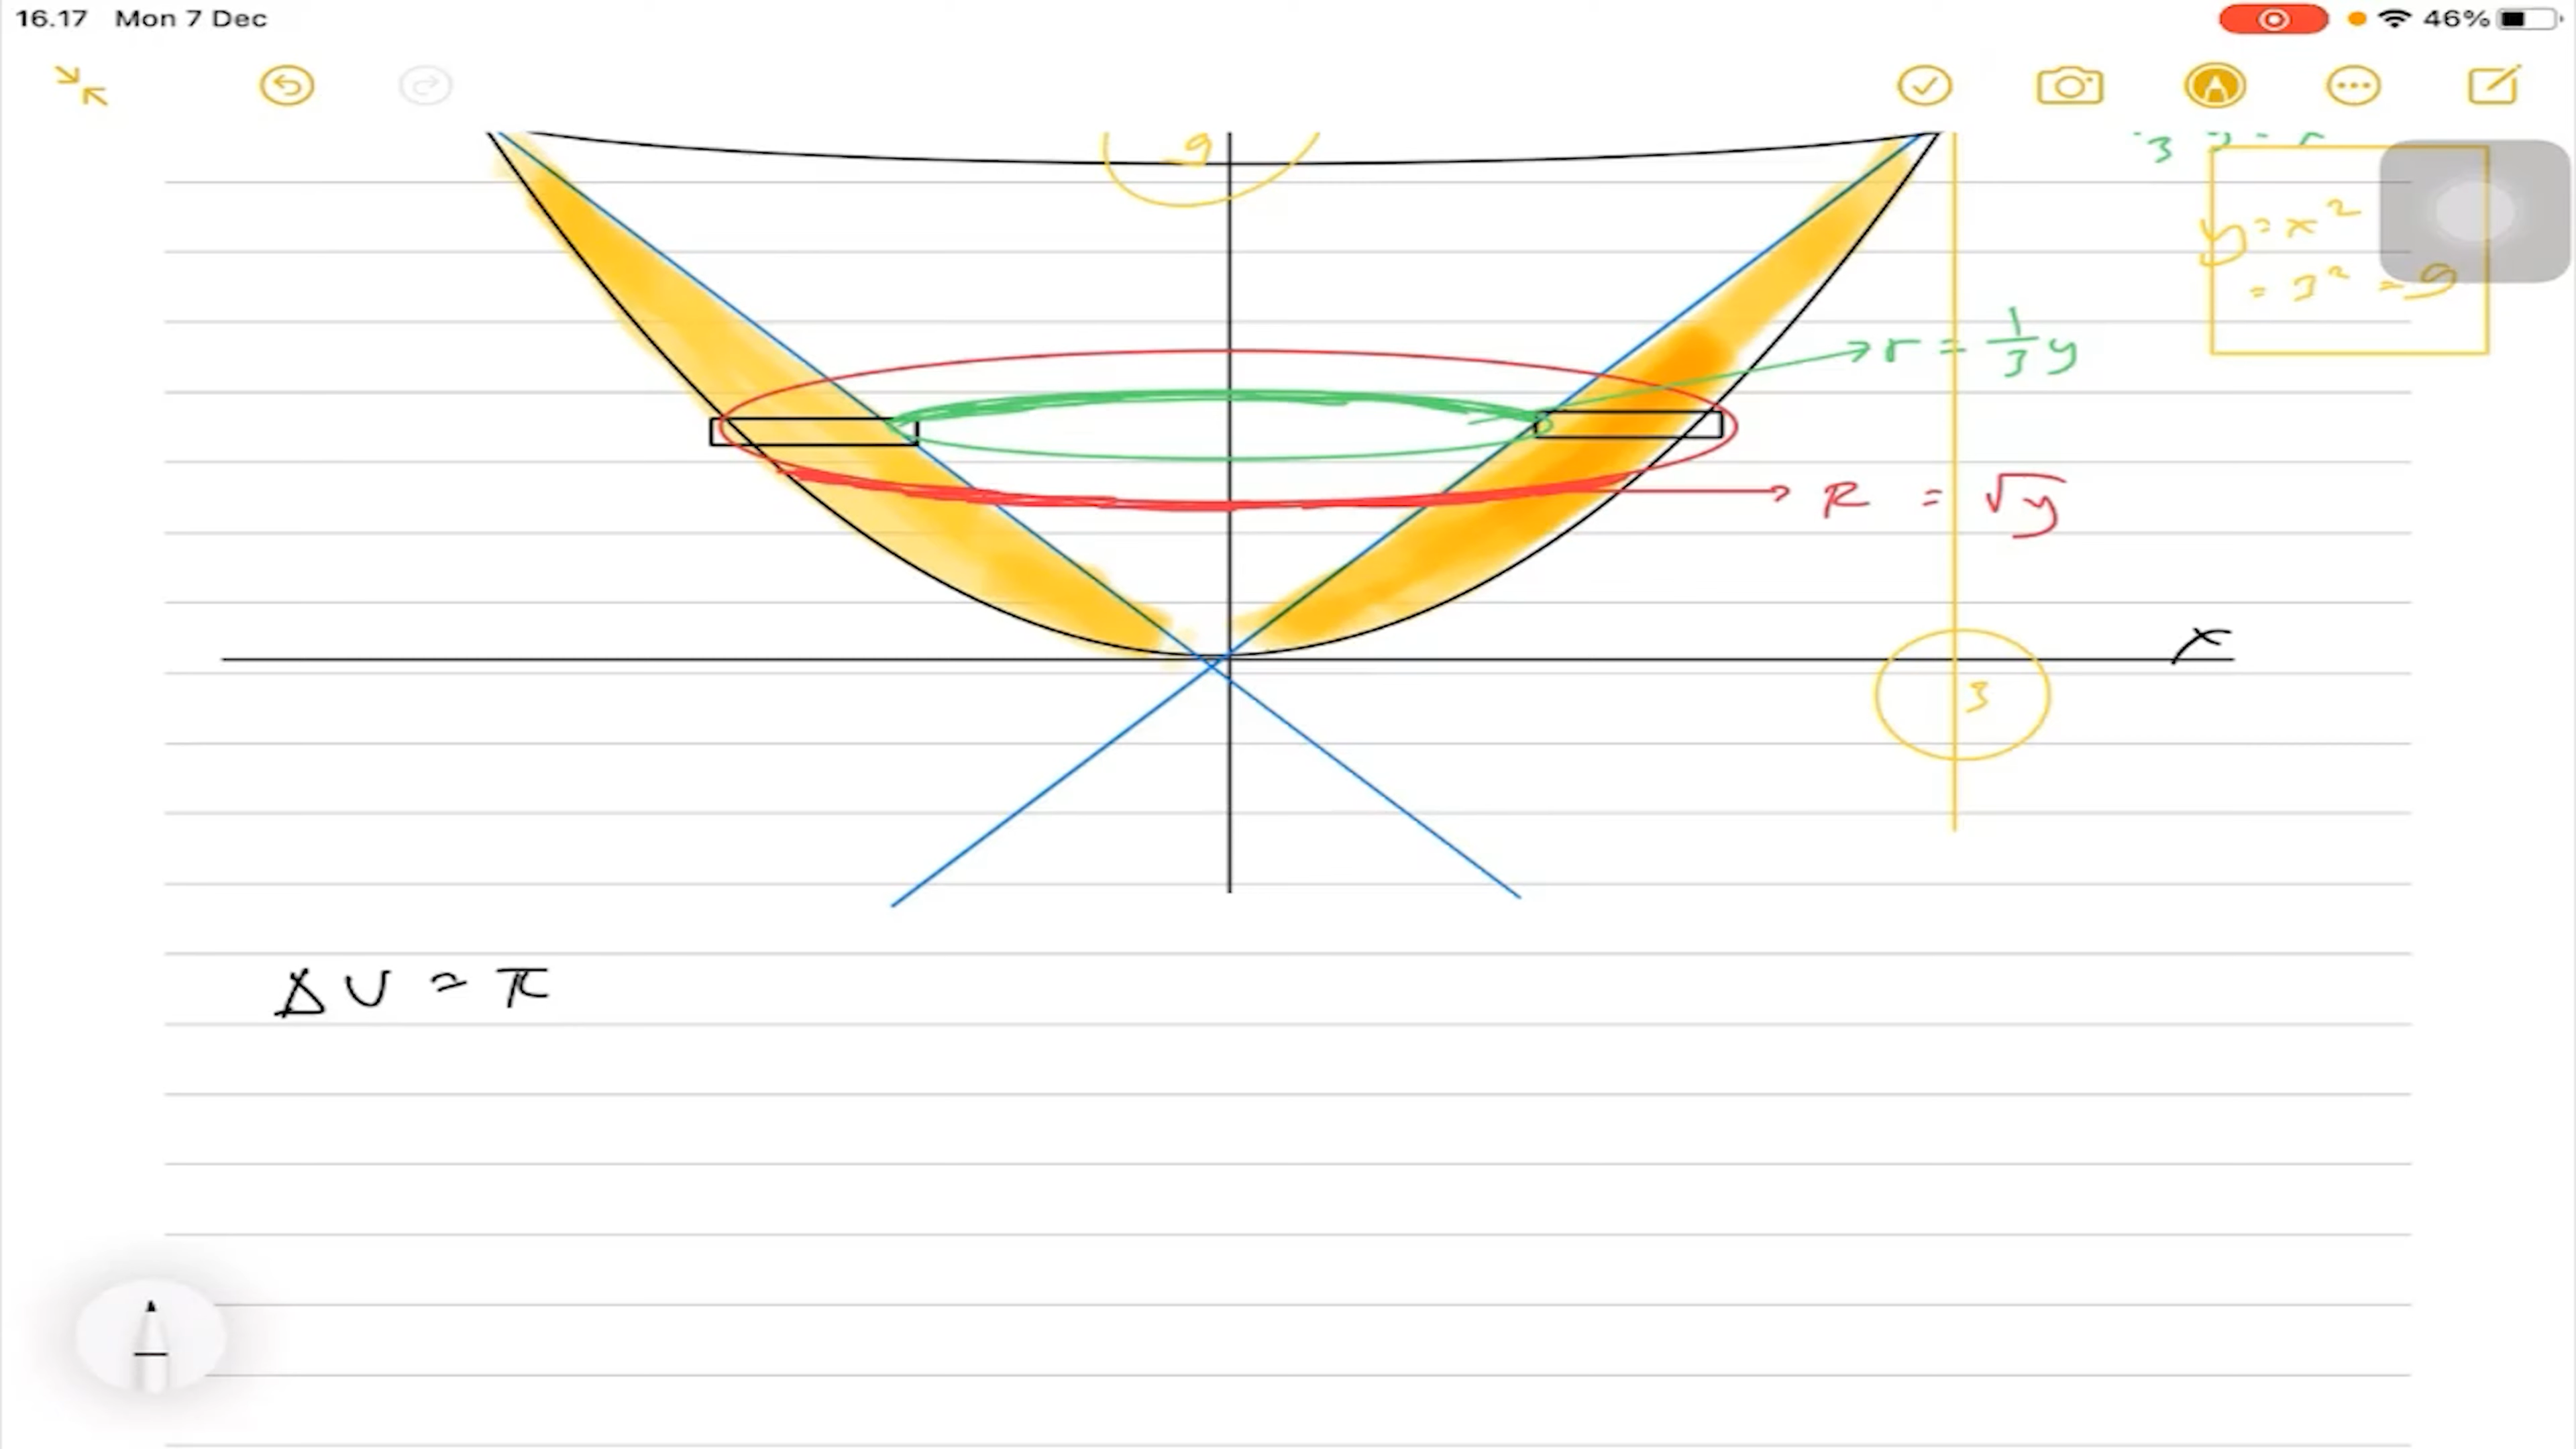 16.17 Mon 7 Dec
46%
9
y = x²
= 3² = 9
r = 1/3 y
R = √y
x
3
ΔV = π